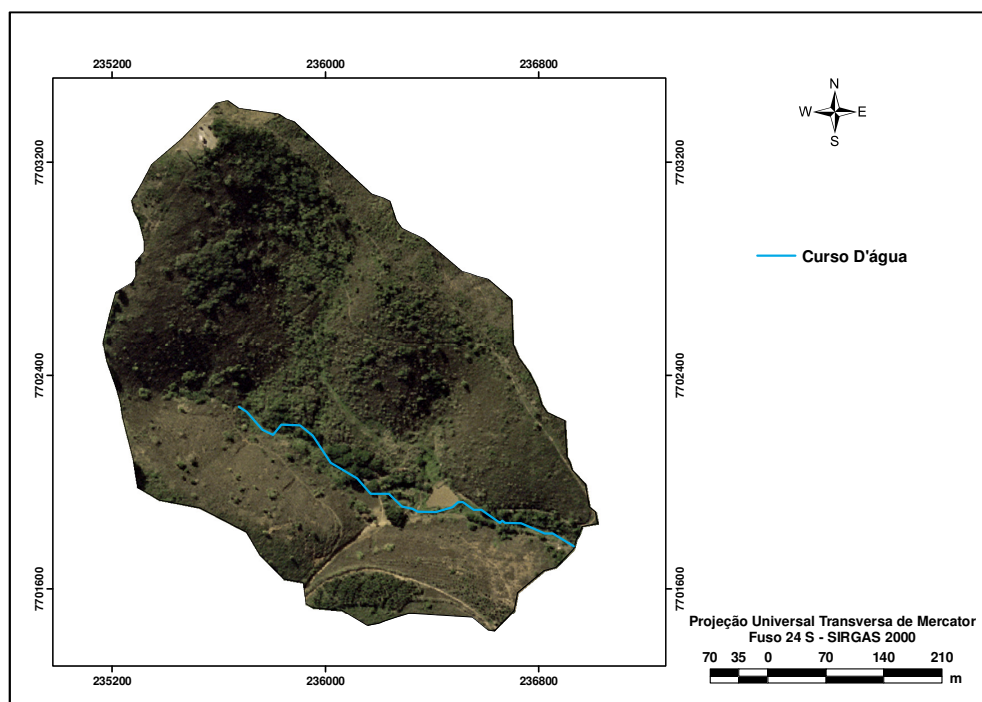 235200 236000 236800
N
W E
S
7703200 7703200
Curso D'água
7702400 7702400
7701600 7701600
Projeção Universal Transversa de Mercator
Fuso 24 S - SIRGAS 2000
70 35 0 70 140 210
m
235200 236000 236800